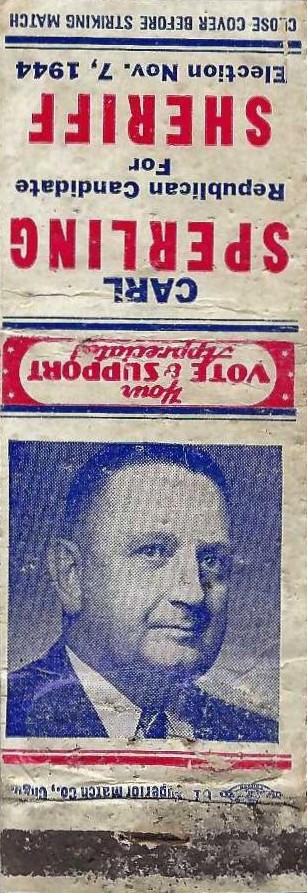 CLOSE COVER BEFORE STRIKING MATCH
CARL
SPERLING
Republican Candidate
For
SHERIFF
Election Nov. 7, 1944
Your
VOTE & SUPPORT
Appreciated
Superior Match Co.,